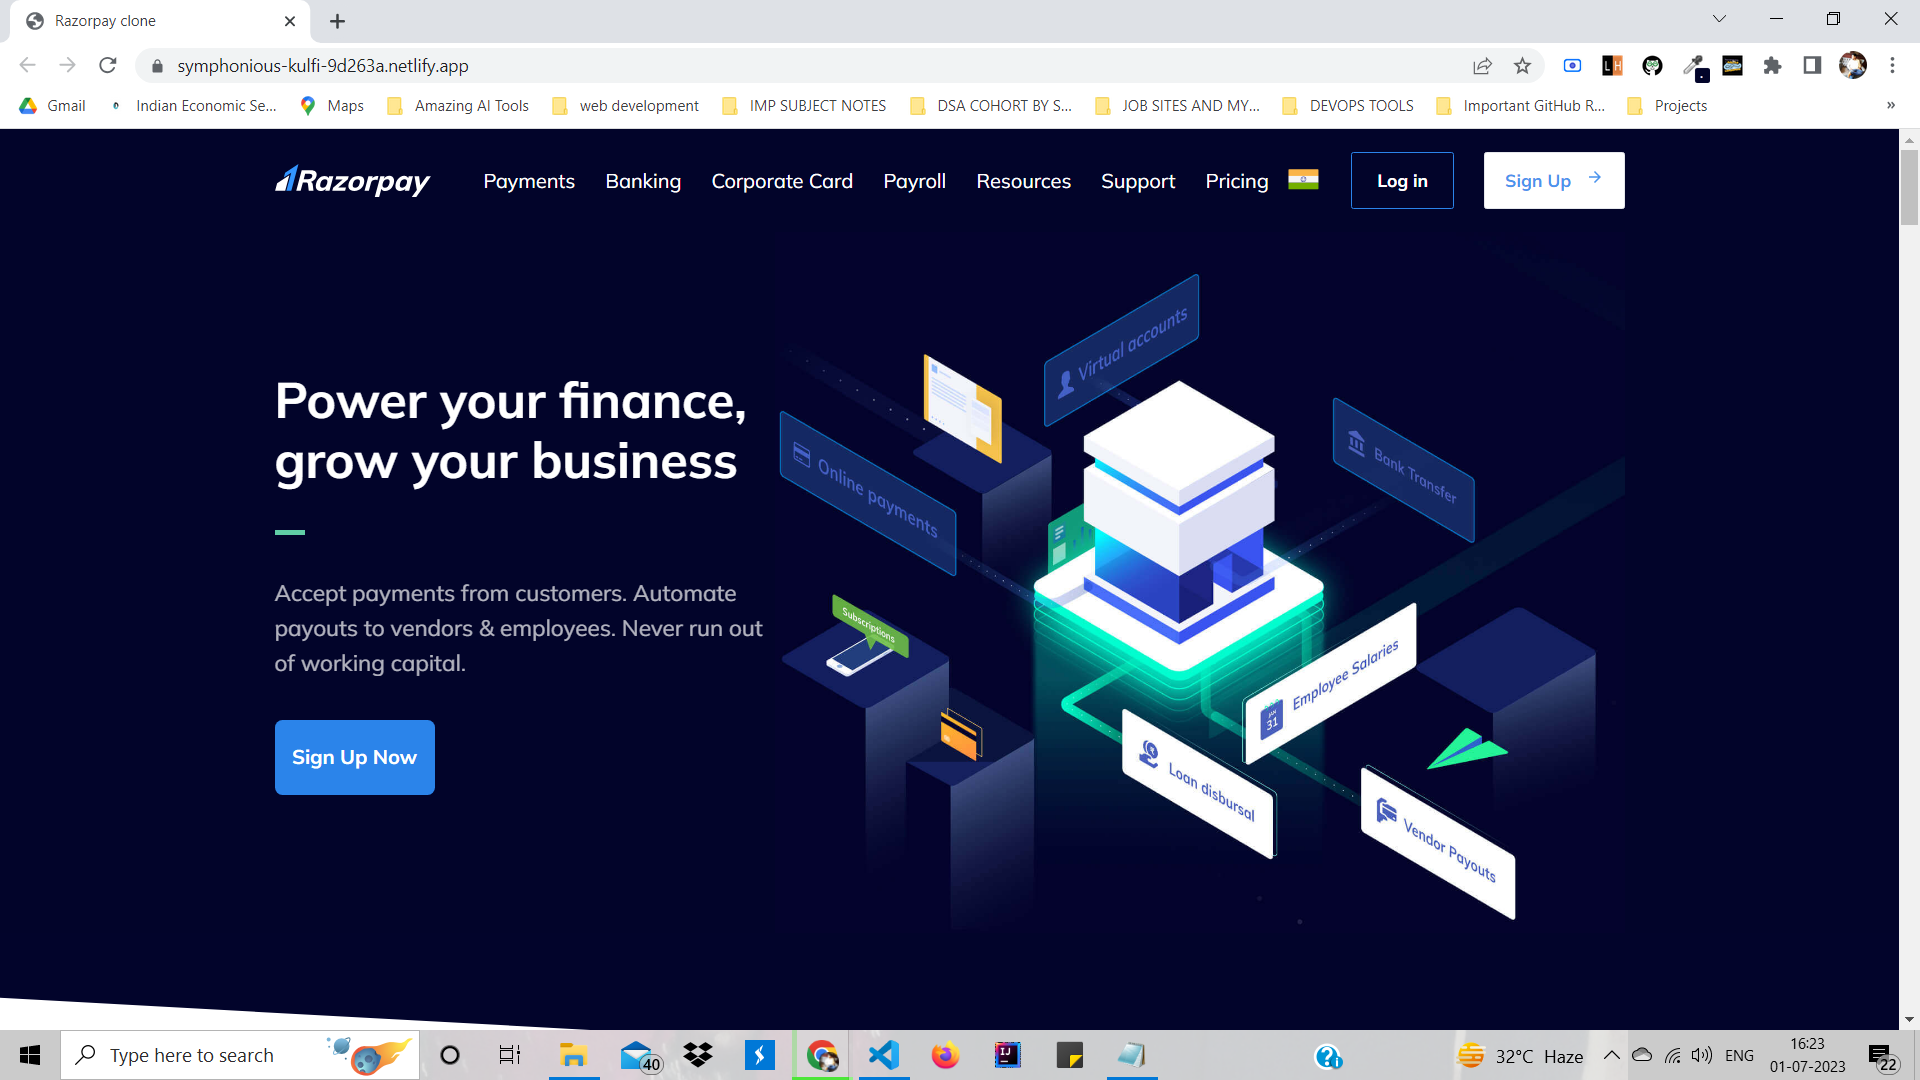 Razorpay clone
symphonious-kulfi-9d263a.netlify.app
Gmail Indian Economic Se... Maps Amazing AI Tools web development IMP SUBJECT NOTES DSA COHORT BY S... JOB SITES AND MY... DEVOPS TOOLS Important GitHub R... Projects »
Razorpay Payments Banking Corporate Card Payroll Resources Support Pricing Log in Sign Up
Virtual accounts
Power your finance,
grow your business
Online payments
Bank Transfer
Accept payments from customers. Automate
payouts to vendors & employees. Never run out
of working capital.
Subscriptions
Employee Salaries
JAN
31
Sign Up Now
Loan disbursal
Vendor Payouts
Type here to search
40
32°C Haze
ENG
16:23
01-07-2023
22